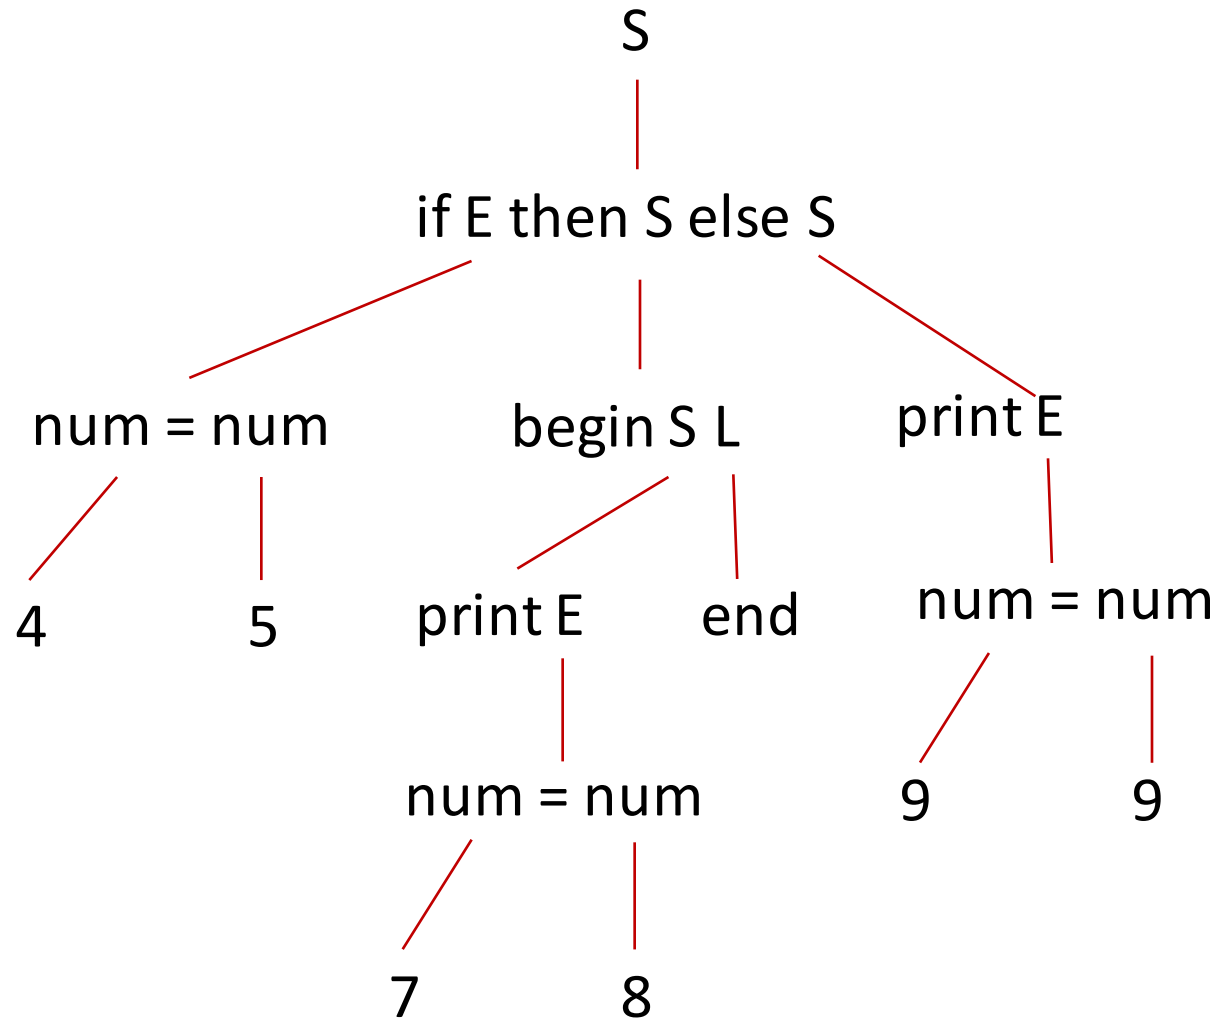 S
if E then S else S
num = num
begin S L
print E
4
5
print E
end
num = num
num = num
9
9
7
8